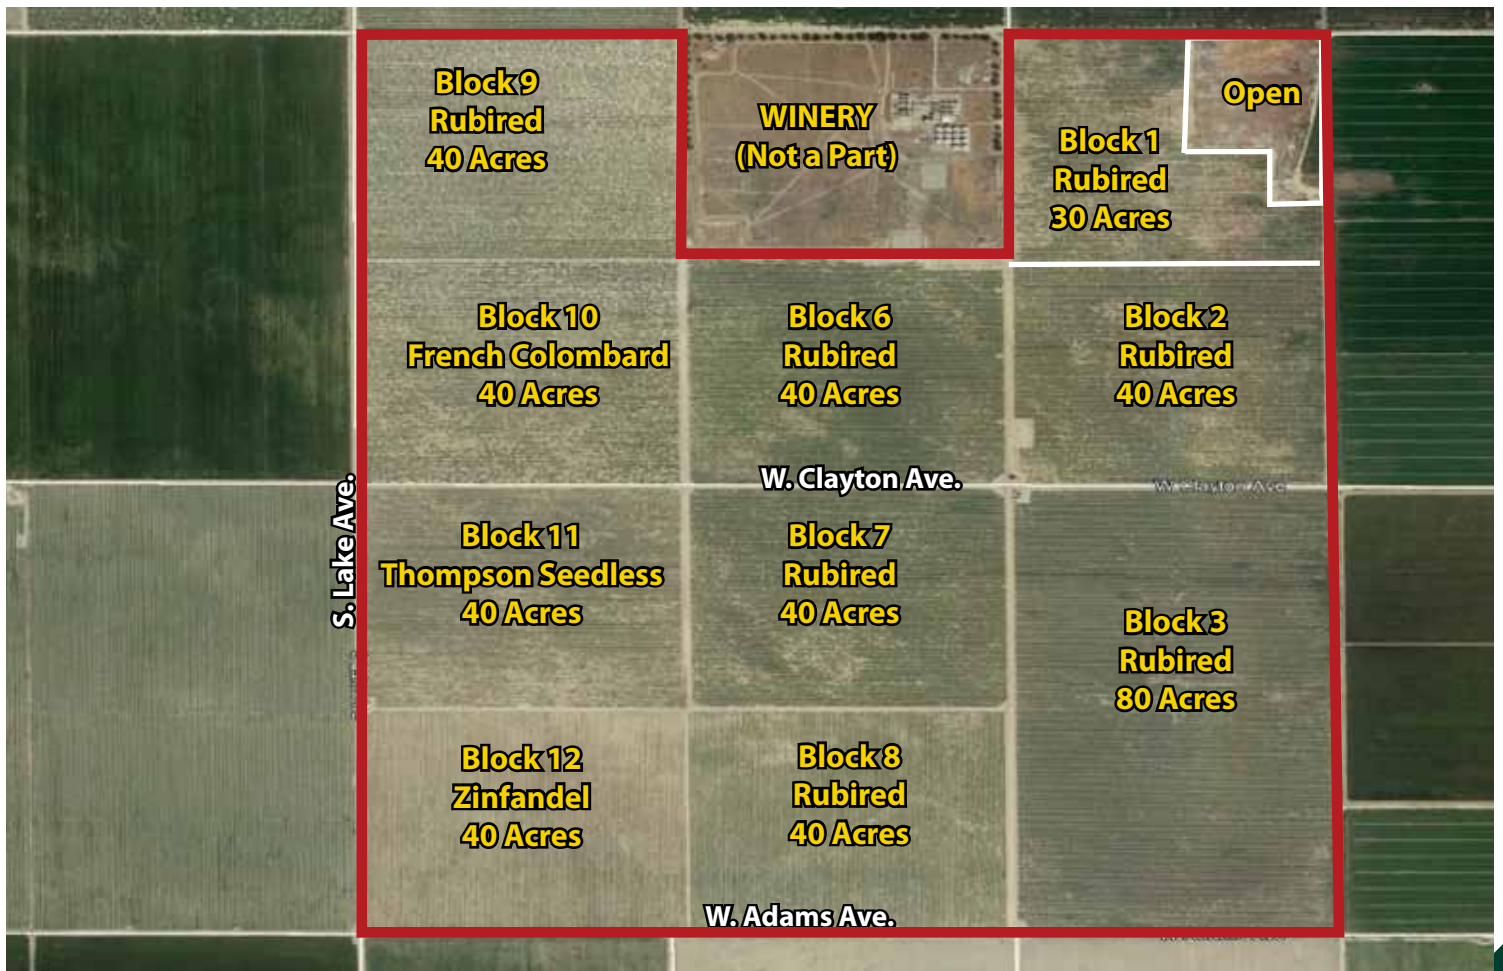 Block 9
Rubired
40 Acres
WINERY
(Not a Part)
Open
Block 1
Rubired
30 Acres
Block 10
French Colombard
40 Acres
Block 6
Rubired
40 Acres
Block 2
Rubired
40 Acres
W. Clayton Ave.
W Clayton Ave
S. Lake Ave.
Block 11
Thompson Seedless
40 Acres
Block 7
Rubired
40 Acres
Block 3
Rubired
80 Acres
Block 12
Zinfandel
40 Acres
Block 8
Rubired
40 Acres
W. Adams Ave.